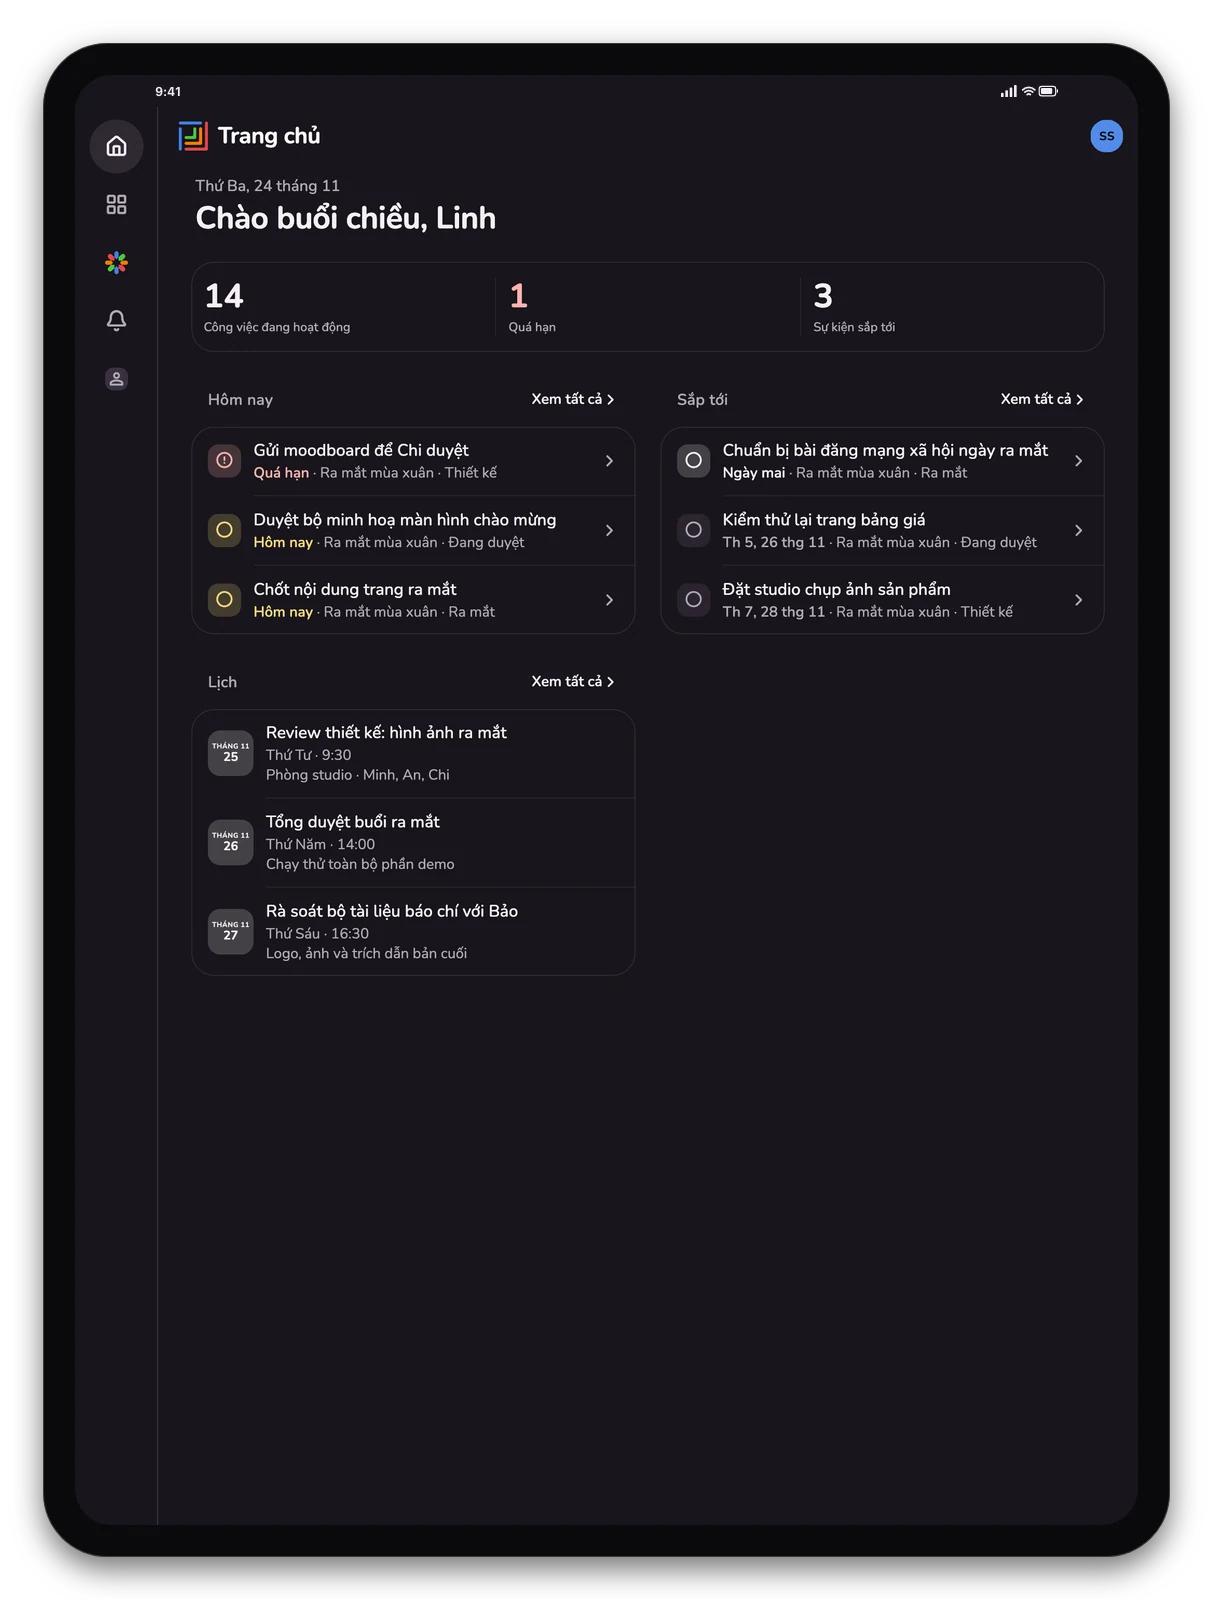 9:41
Trang chủ
SS
Thứ Ba, 24 tháng 11
Chào buổi chiều, Linh
14
Công việc đang hoạt động
1
Quá hạn
3
Sự kiện sắp tới
Hôm nay
Xem tất cả
Gửi moodboard để Chi duyệt
Quá hạn · Ra mắt mùa xuân · Thiết kế
Duyệt bộ minh hoạ màn hình chào mừng
Hôm nay · Ra mắt mùa xuân · Đang duyệt
Chốt nội dung trang ra mắt
Hôm nay · Ra mắt mùa xuân · Ra mắt
Sắp tới
Xem tất cả
Chuẩn bị bài đăng mạng xã hội ngày ra mắt
Ngày mai · Ra mắt mùa xuân · Ra mắt
Kiểm thử lại trang bảng giá
Th 5, 26 thg 11 · Ra mắt mùa xuân · Đang duyệt
Đặt studio chụp ảnh sản phẩm
Th 7, 28 thg 11 · Ra mắt mùa xuân · Thiết kế
Lịch
Xem tất cả
THÁNG 11
25
Review thiết kế: hình ảnh ra mắt
Thứ Tư · 9:30
Phòng studio · Minh, An, Chi
THÁNG 11
26
Tổng duyệt buổi ra mắt
Thứ Năm · 14:00
Chạy thử toàn bộ phần demo
THÁNG 11
27
Rà soát bộ tài liệu báo chí với Bảo
Thứ Sáu · 16:30
Logo, ảnh và trích dẫn bản cuối